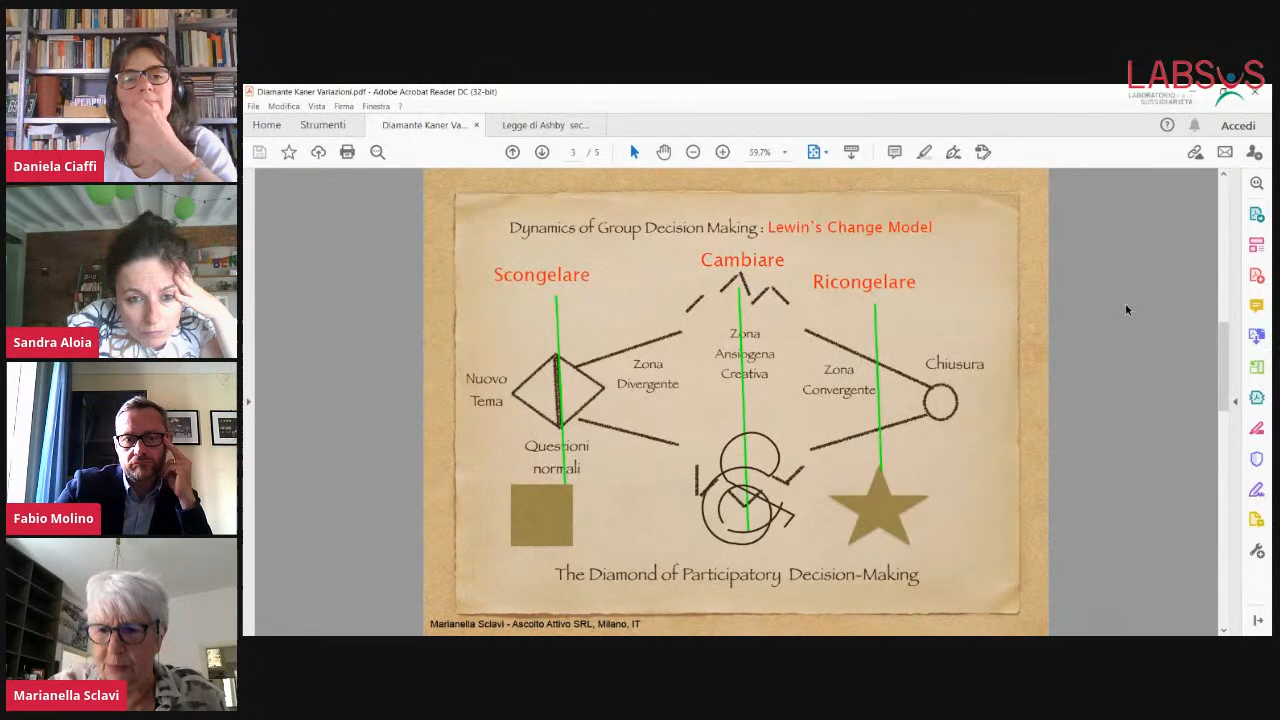 Daniela Ciaffi
Sandra Aloia
Fabio Molino
Marianella Sclavi
LABSUS
LABORATORIO
SUSSIDIARIETÀ
Diamante Kaner Variazioni.pdf - Adobe Acrobat Reader DC (32-bit)
File Modifica Vista Firma Finestra ?
Home Strumenti Diamante Kaner Va... × Legge di Ashby sec... Accedi
3 / 5 59,7%
Dynamics of Group Decision Making : Lewin's Change Model
Scongelare
Cambiare
Ricongelare
Nuovo
Tema
Questioni
normali
Zona
Divergente
Zona
Ansiogena
Creativa
Zona
Convergente
Chiusura
The Diamond of Participatory Decision-Making
Marianella Sclavi - Ascolto Attivo SRL, Milano, IT